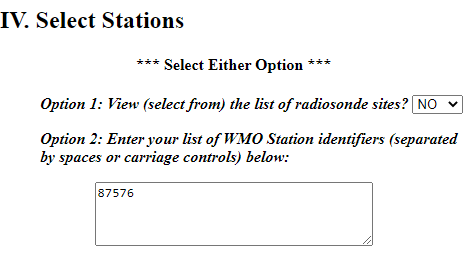 IV. Select Stations
*** Select Either Option ***
Option 1: View (select from) the list of radiosonde sites? NO
Option 2: Enter your list of WMO Station identifiers (separated
by spaces or carriage controls) below:
87576